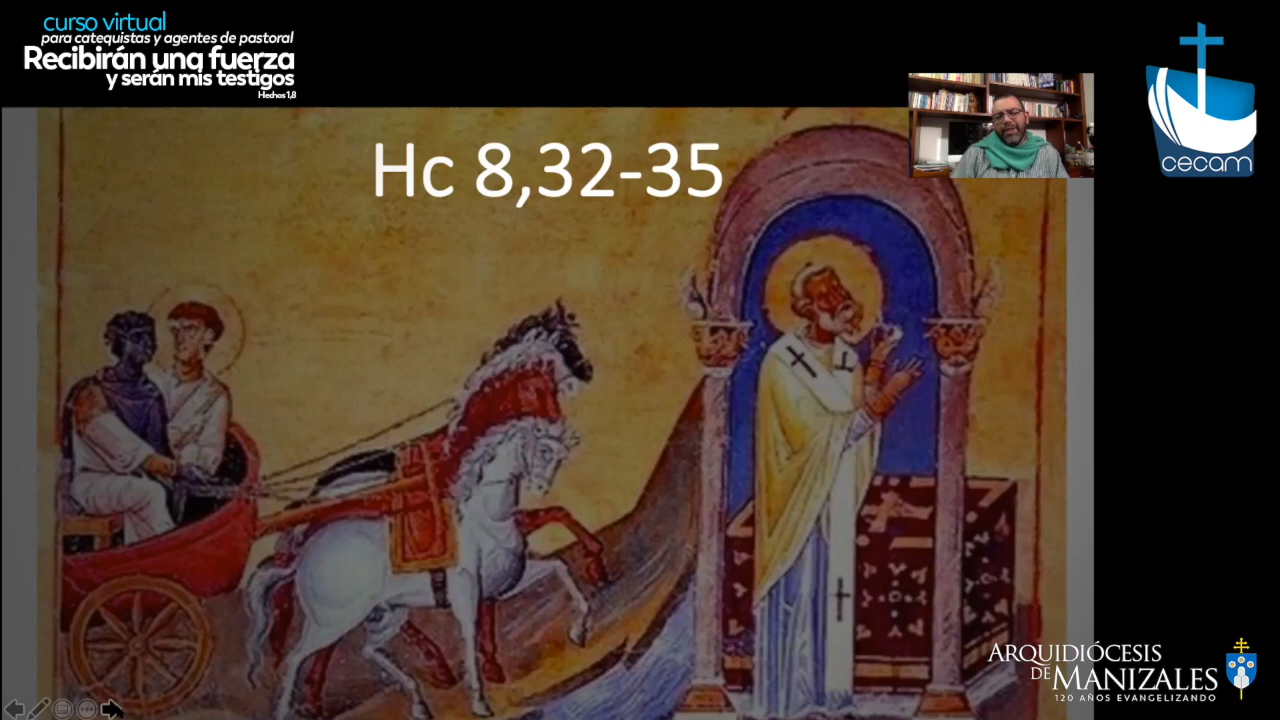 curso virtual
para catequistas y agentes de pastoral
Recibirán una fuerza
y serán mis testigos
Hechos 1,8
Hc 8,32-35
cecam
ARQUIDIÓCESIS
DE MANIZALES
120 AÑOS EVANGELIZANDO